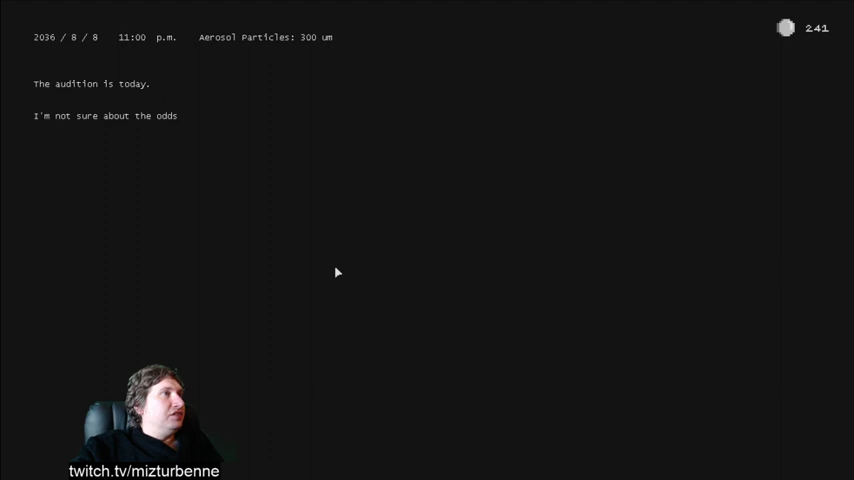 2036 / 8 / 8 11:00 p.m. Aerosol Particles: 300 um
241
The audition is today.
I'm not sure about the odds
twitch.tv/mizturbenne